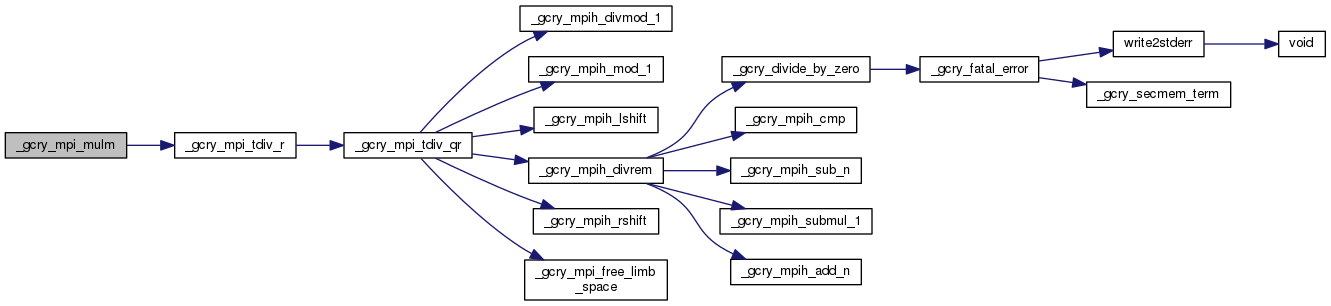 _gcry_mpi_mulm
_gcry_mpi_tdiv_r
_gcry_mpi_tdiv_qr
_gcry_mpih_divmod_1
_gcry_mpih_mod_1
_gcry_mpih_lshift
_gcry_mpih_divrem
_gcry_mpih_rshift
_gcry_mpi_free_limb
_space
_gcry_divide_by_zero
_gcry_mpih_cmp
_gcry_mpih_sub_n
_gcry_mpih_submul_1
_gcry_mpih_add_n
_gcry_fatal_error
write2stderr
_gcry_secmem_term
void